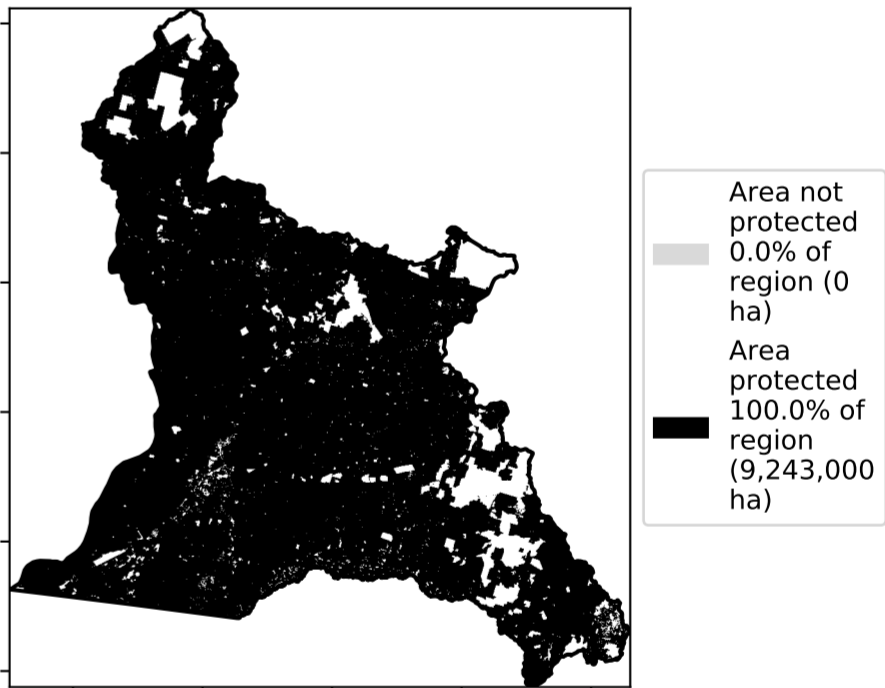 Area not
protected
0.0% of
region (0
ha)
Area
protected
100.0% of
region
(9,243,000
ha)